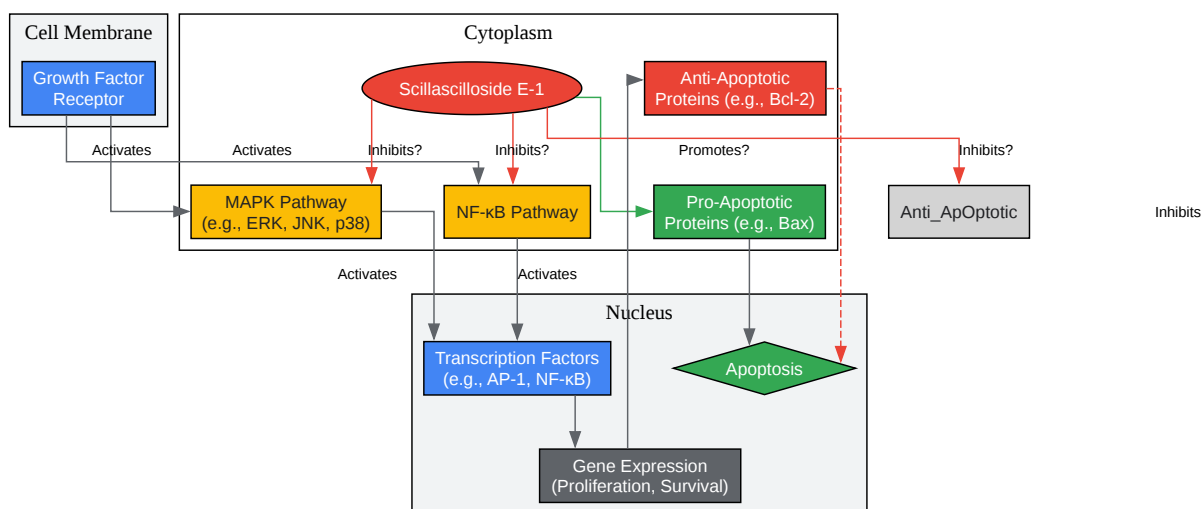 Cell Membrane
Cytoplasm
Growth Factor
Receptor
Scillascilloside E-1
Anti-Apoptotic
Proteins (e.g., Bcl-2)
Activates
Activates
Inhibits?
Inhibits?
Promotes?
Inhibits?
MAPK Pathway
(e.g., ERK, JNK, p38)
NF-κB Pathway
Pro-Apoptotic
Proteins (e.g., Bax)
Anti_ApOptotic
Inhibits
Activates
Activates
Nucleus
Transcription Factors
(e.g., AP-1, NF-κB)
Apoptosis
Gene Expression
(Proliferation, Survival)